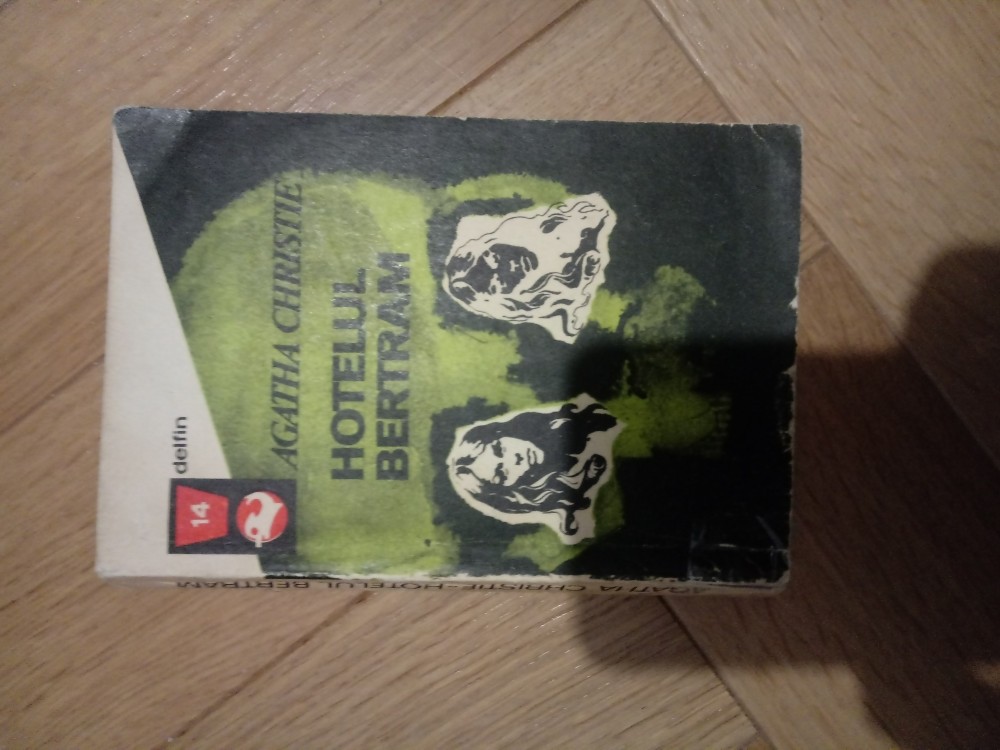 delfin
14
AGATHA CHRISTIE
HOTELUL
BERTRAM
AGATHA CHRISTIE-HOTELUL BERTRAM